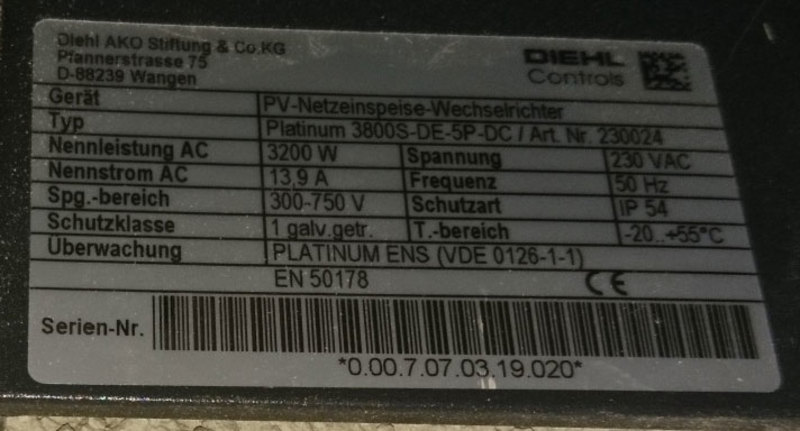 Diehl AKO Stiftung & Co.KG
Pfannerstrasse 75
D-88239 Wangen
DIEHL
Controls
Gerät PV-Netzeinspeise-Wechselrichter
Typ Platinum 3800S-DE-5P-DC / Art. Nr. 230024
Nennleistung AC 3200 W Spannung 230 VAC
Nennstrom AC 13,9 A Frequenz 50 Hz
Spg.-bereich 300-750 V Schutzart IP 54
Schutzklasse 1 galv.getr. T.-bereich -20..+55°C
Überwachung PLATINUM ENS (VDE 0126-1-1)
EN 50178 CE
Serien-Nr.
*0.00.7.07.03.19.020*